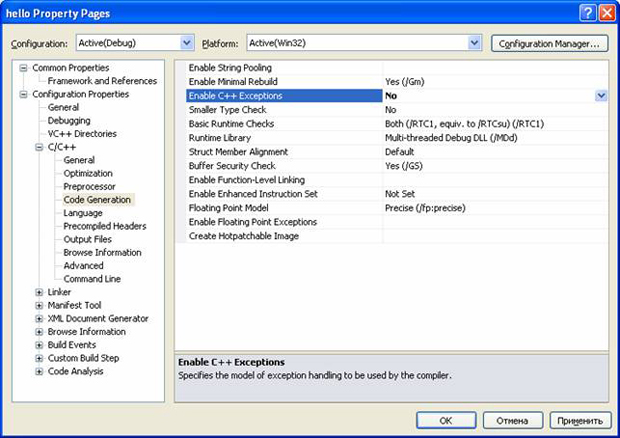 hello Property Pages
Configuration: Active(Debug) Platform: Active(Win32) Configuration Manager...
Common Properties
Framework and References
Configuration Properties
General
Debugging
VC++ Directories
C/C++
General
Optimization
Preprocessor
Code Generation
Language
Precompiled Headers
Output Files
Browse Information
Advanced
Command Line
Linker
Manifest Tool
XML Document Generator
Browse Information
Build Events
Custom Build Step
Code Analysis
Enable String Pooling
Enable Minimal Rebuild Yes (/Gm)
Enable C++ Exceptions No
Smaller Type Check No
Basic Runtime Checks Both (/RTC1, equiv. to /RTCsu) (/RTC1)
Runtime Library Multi-threaded Debug DLL (/MDd)
Struct Member Alignment Default
Buffer Security Check Yes (/GS)
Enable Function-Level Linking
Enable Enhanced Instruction Set Not Set
Floating Point Model Precise (/fp:precise)
Enable Floating Point Exceptions
Create Hotpatchable Image
Enable C++ Exceptions
Specifies the model of exception handling to be used by the compiler.
OK Отмена Применить